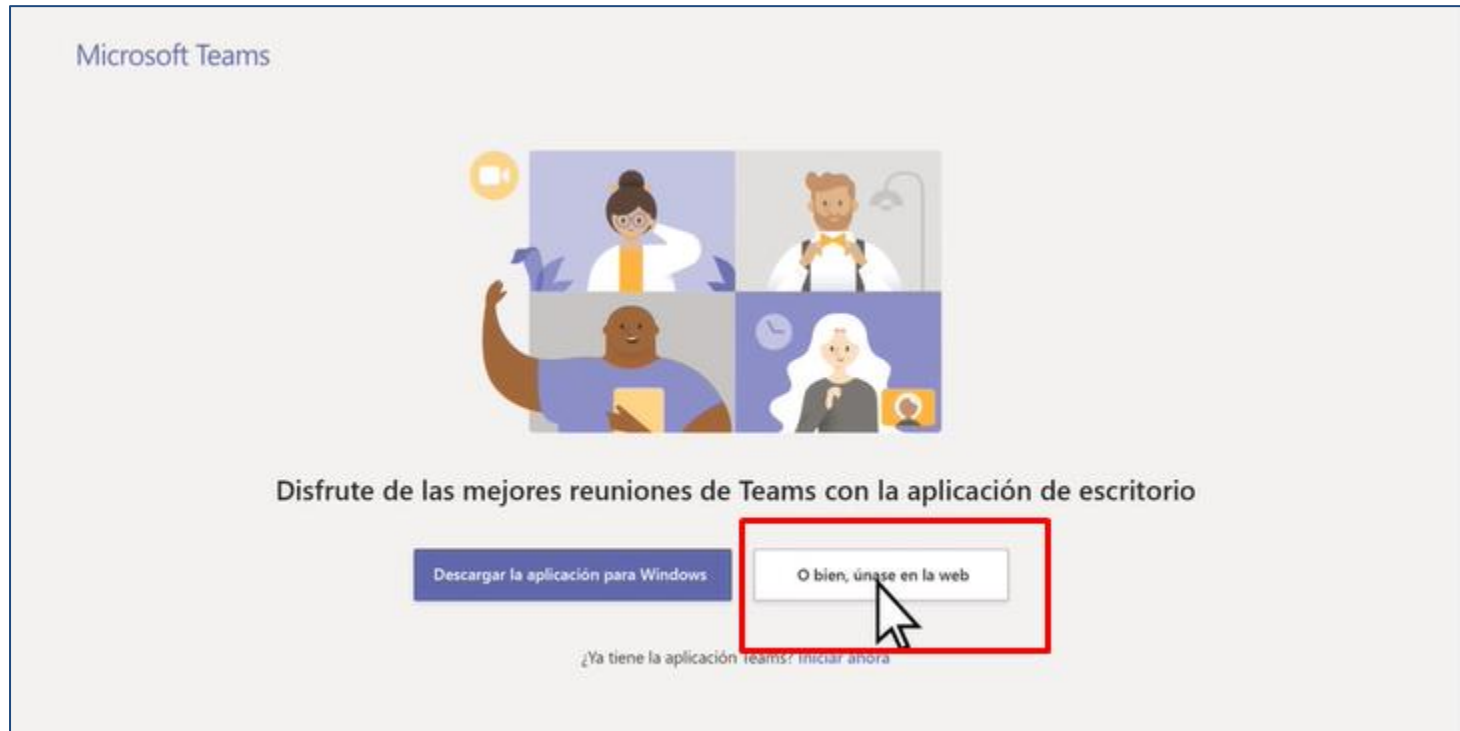 Microsoft Teams
Disfrute de las mejores reuniones de Teams con la aplicación de escritorio
Descargar la aplicación para Windows
O bien, únase en la web
¿Ya tiene la aplicación Teams? Iniciar ahora